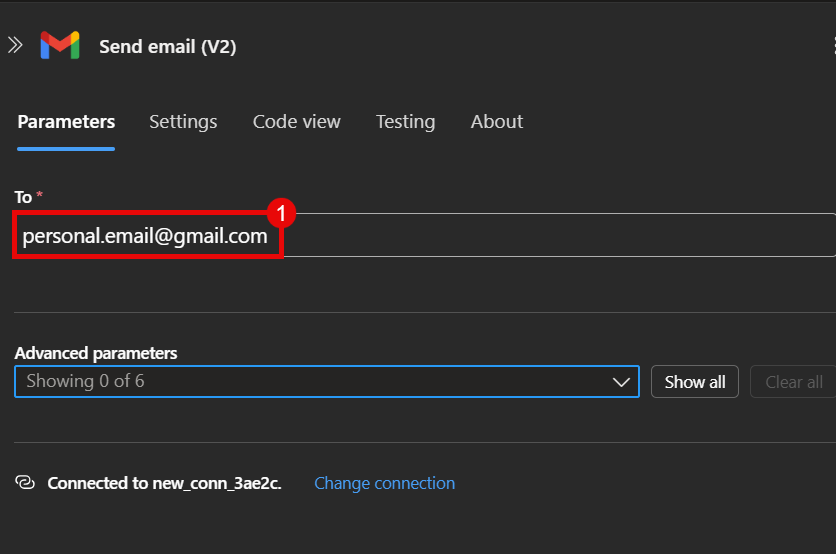 Send email (V2)
Parameters Settings Code view Testing About
To *
1
personal.email@gmail.com
Advanced parameters
Showing 0 of 6 Show all Clear all
Connected to new_conn_3ae2c. Change connection